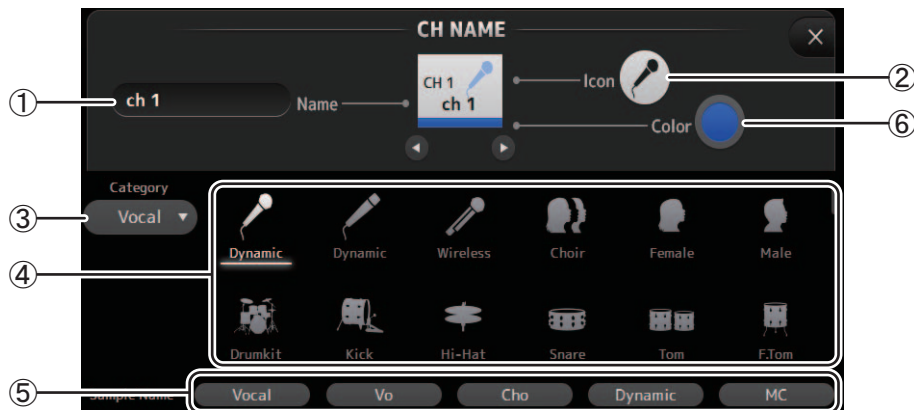 CH NAME
×
① ch 1 Name
CH 1
ch 1
Icon ②
Color ⑥
Category
③ Vocal ▼
④
Dynamic Dynamic Wireless Choir Female Male
Drumkit Kick Hi-Hat Snare Tom F.Tom
⑤ Sample Name Vocal Vo Cho Dynamic MC